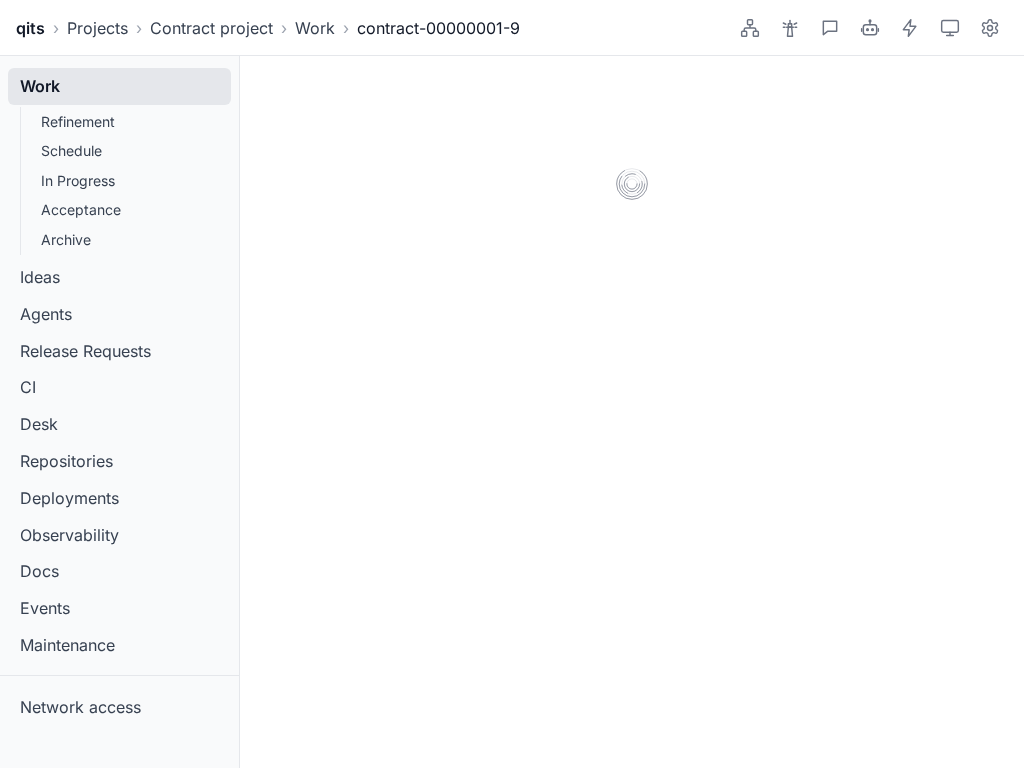 qits › Projects › Contract project › Work › contract-00000001-9
Work
Refinement
Schedule
In Progress
Acceptance
Archive
Ideas
Agents
Release Requests
CI
Desk
Repositories
Deployments
Observability
Docs
Events
Maintenance
Network access